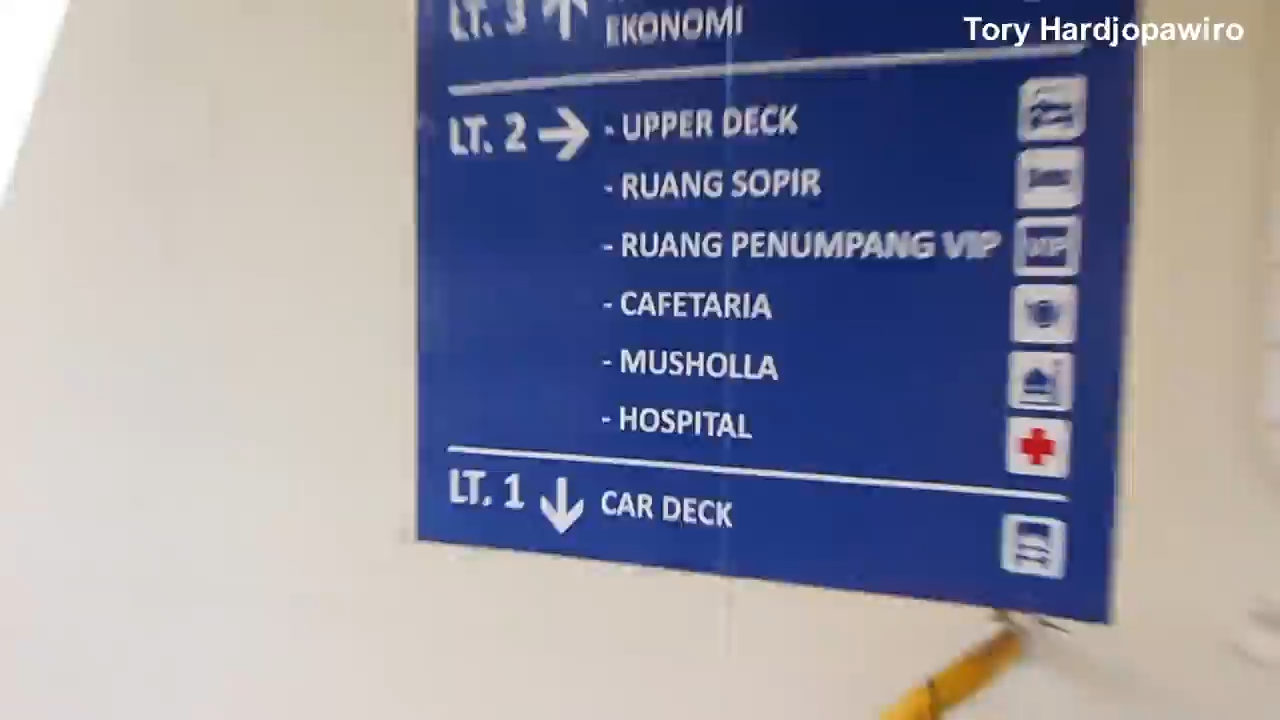 Tory Hardjopawiro
LT. 3
EKONOMI
LT. 2 - UPPER DECK
- RUANG SOPIR
- RUANG PENUMPANG VIP
VIP
- CAFETARIA
- MUSHOLLA
- HOSPITAL
LT. 1 CAR DECK